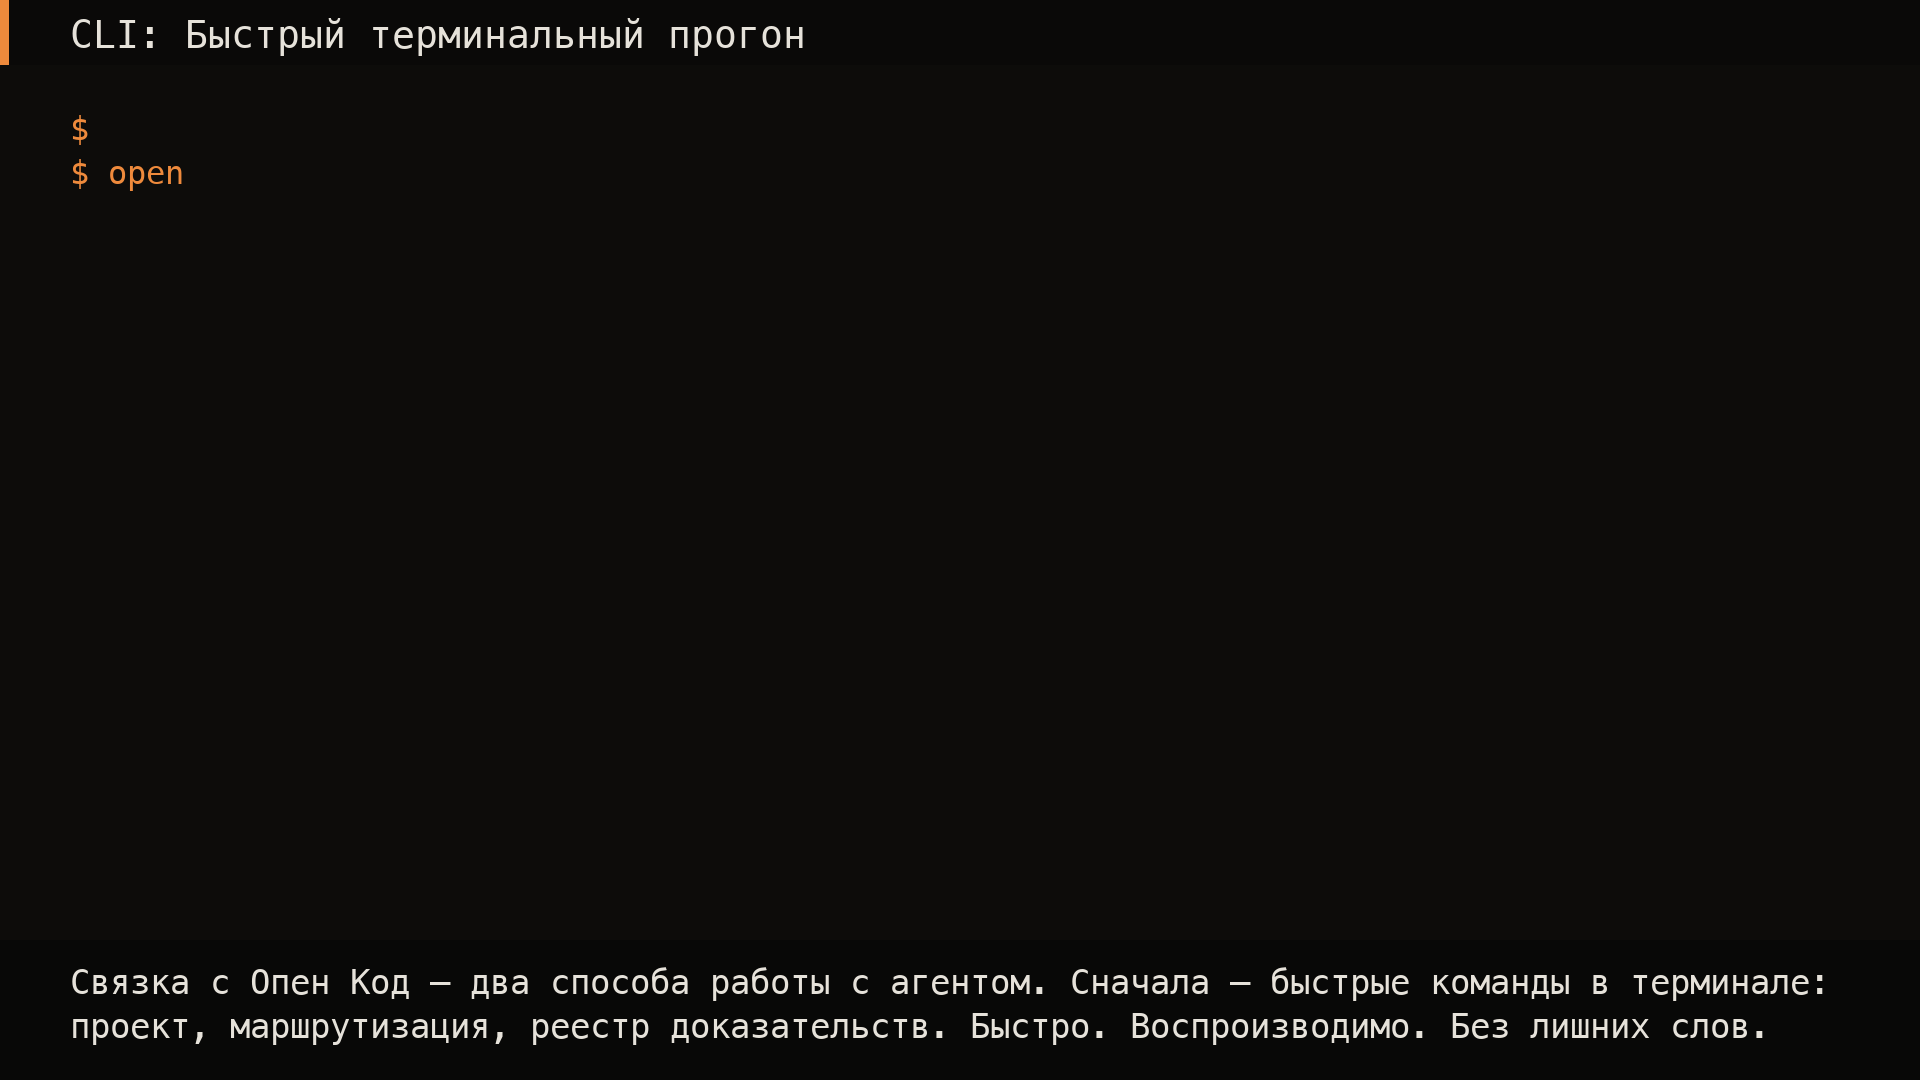 CLI: Быстрый терминальный прогон
$
$ open
Связка с Опен Код — два способа работы с агентом. Сначала — быстрые команды в терминале:
проект, маршрутизация, реестр доказательств. Быстро. Воспроизводимо. Без лишних слов.